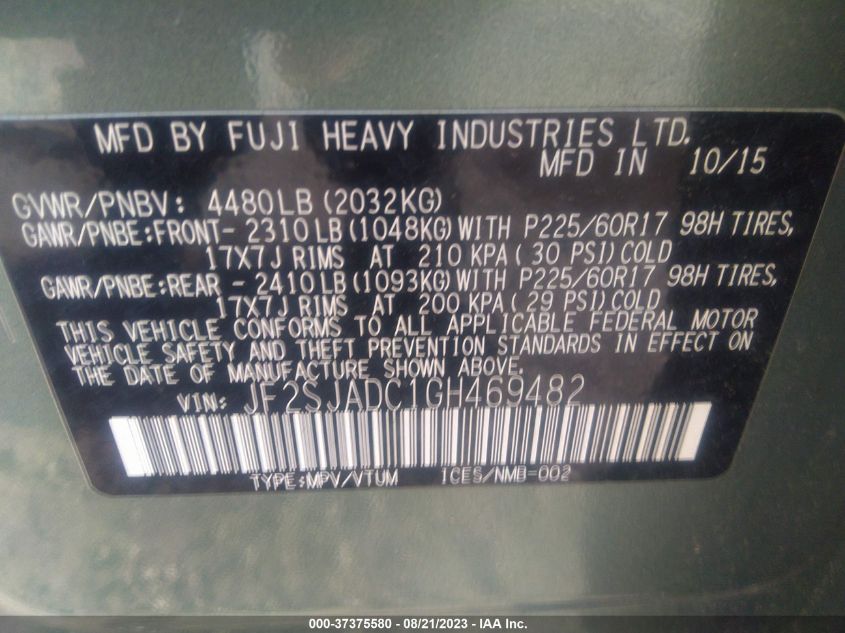 MFD BY FUJI HEAVY INDUSTRIES LTD.
MFD IN 10/15
GVWR/PNBV: 4480LB (2032KG)
GAWR/PNBE:FRONT- 2310LB (1048KG) WITH P225/60R17 98H TIRES,
17X7J RIMS AT 210 KPA ( 30 PSI) COLD
GAWR/PNBE:REAR - 2410LB (1093KG) WITH P225/60R17 98H TIRES,
17X7J RIMS AT 200 KPA ( 29 PSI) COLD
THIS VEHICLE CONFORMS TO ALL APPLICABLE FEDERAL MOTOR
VEHICLE SAFETY AND THEFT PREVENTION STANDARDS IN EFFECT ON
THE DATE OF MANUFACTURE SHOWN ABOVE.
VIN: JF2SJADC1GH469482
TYPE:MPV/VTUM ICES/NMB-002
000-37375580 - 08/21/2023 - IAA Inc.